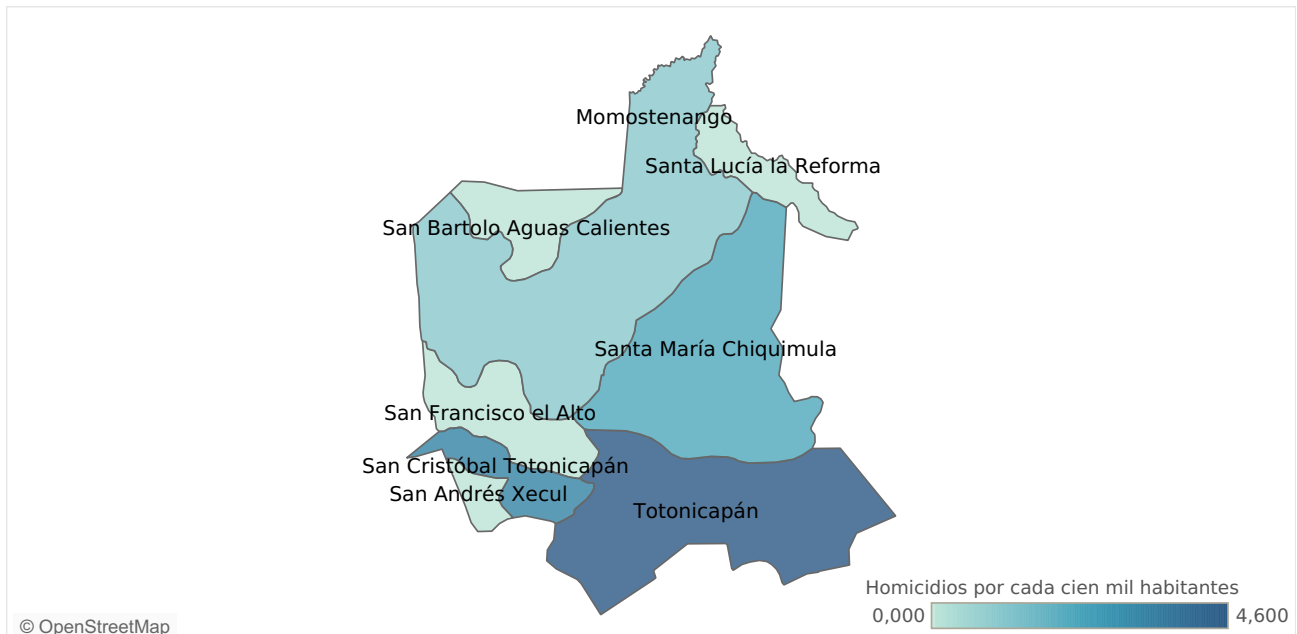 Momostenango
Santa Lucía la Reforma
San Bartolo Aguas Calientes
Santa María Chiquimula
San Francisco el Alto
San Cristóbal Totonicapán
San Andrés Xecul
Totonicapán
Homicidios por cada cien mil habitantes
0,000 4,600
© OpenStreetMap